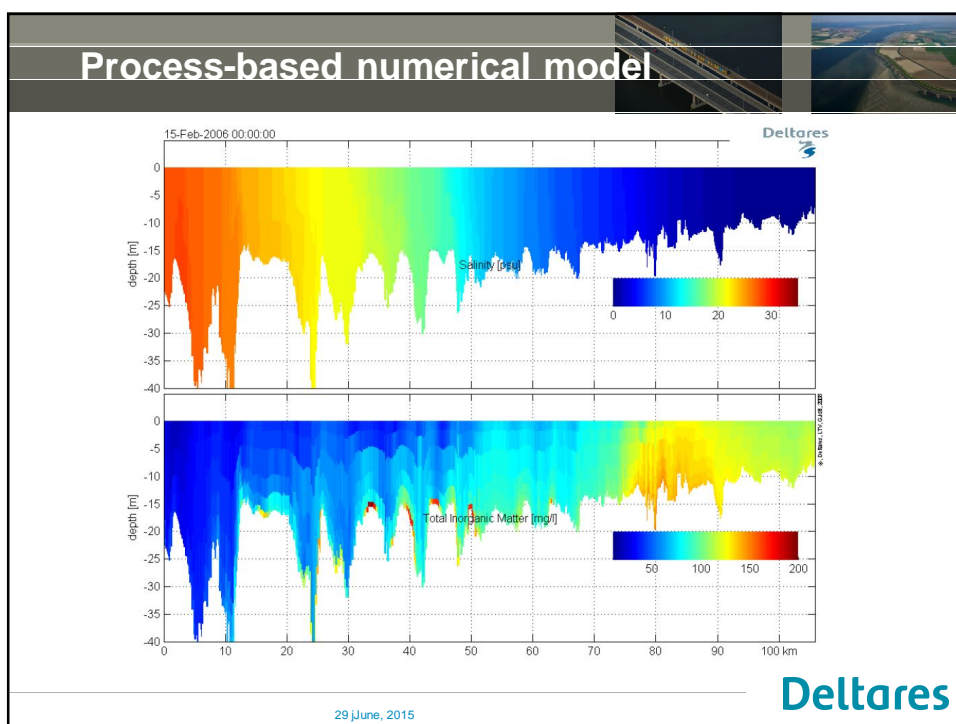 Process-based numerical model
15-Feb-2006 00:00:00
Deltares
0
-5
-10
-15
-20
-25
-30
-35
-40
depth [m]
Salinity [psu]
0 10 20 30
0
-5
-10
-15
-20
-25
-30
-35
-40
depth [m]
Total Inorganic Matter [mg/l]
50 100 150 200
0 10 20 30 40 50 60 70 80 90 100 km
Deltares
29 jJune, 2015